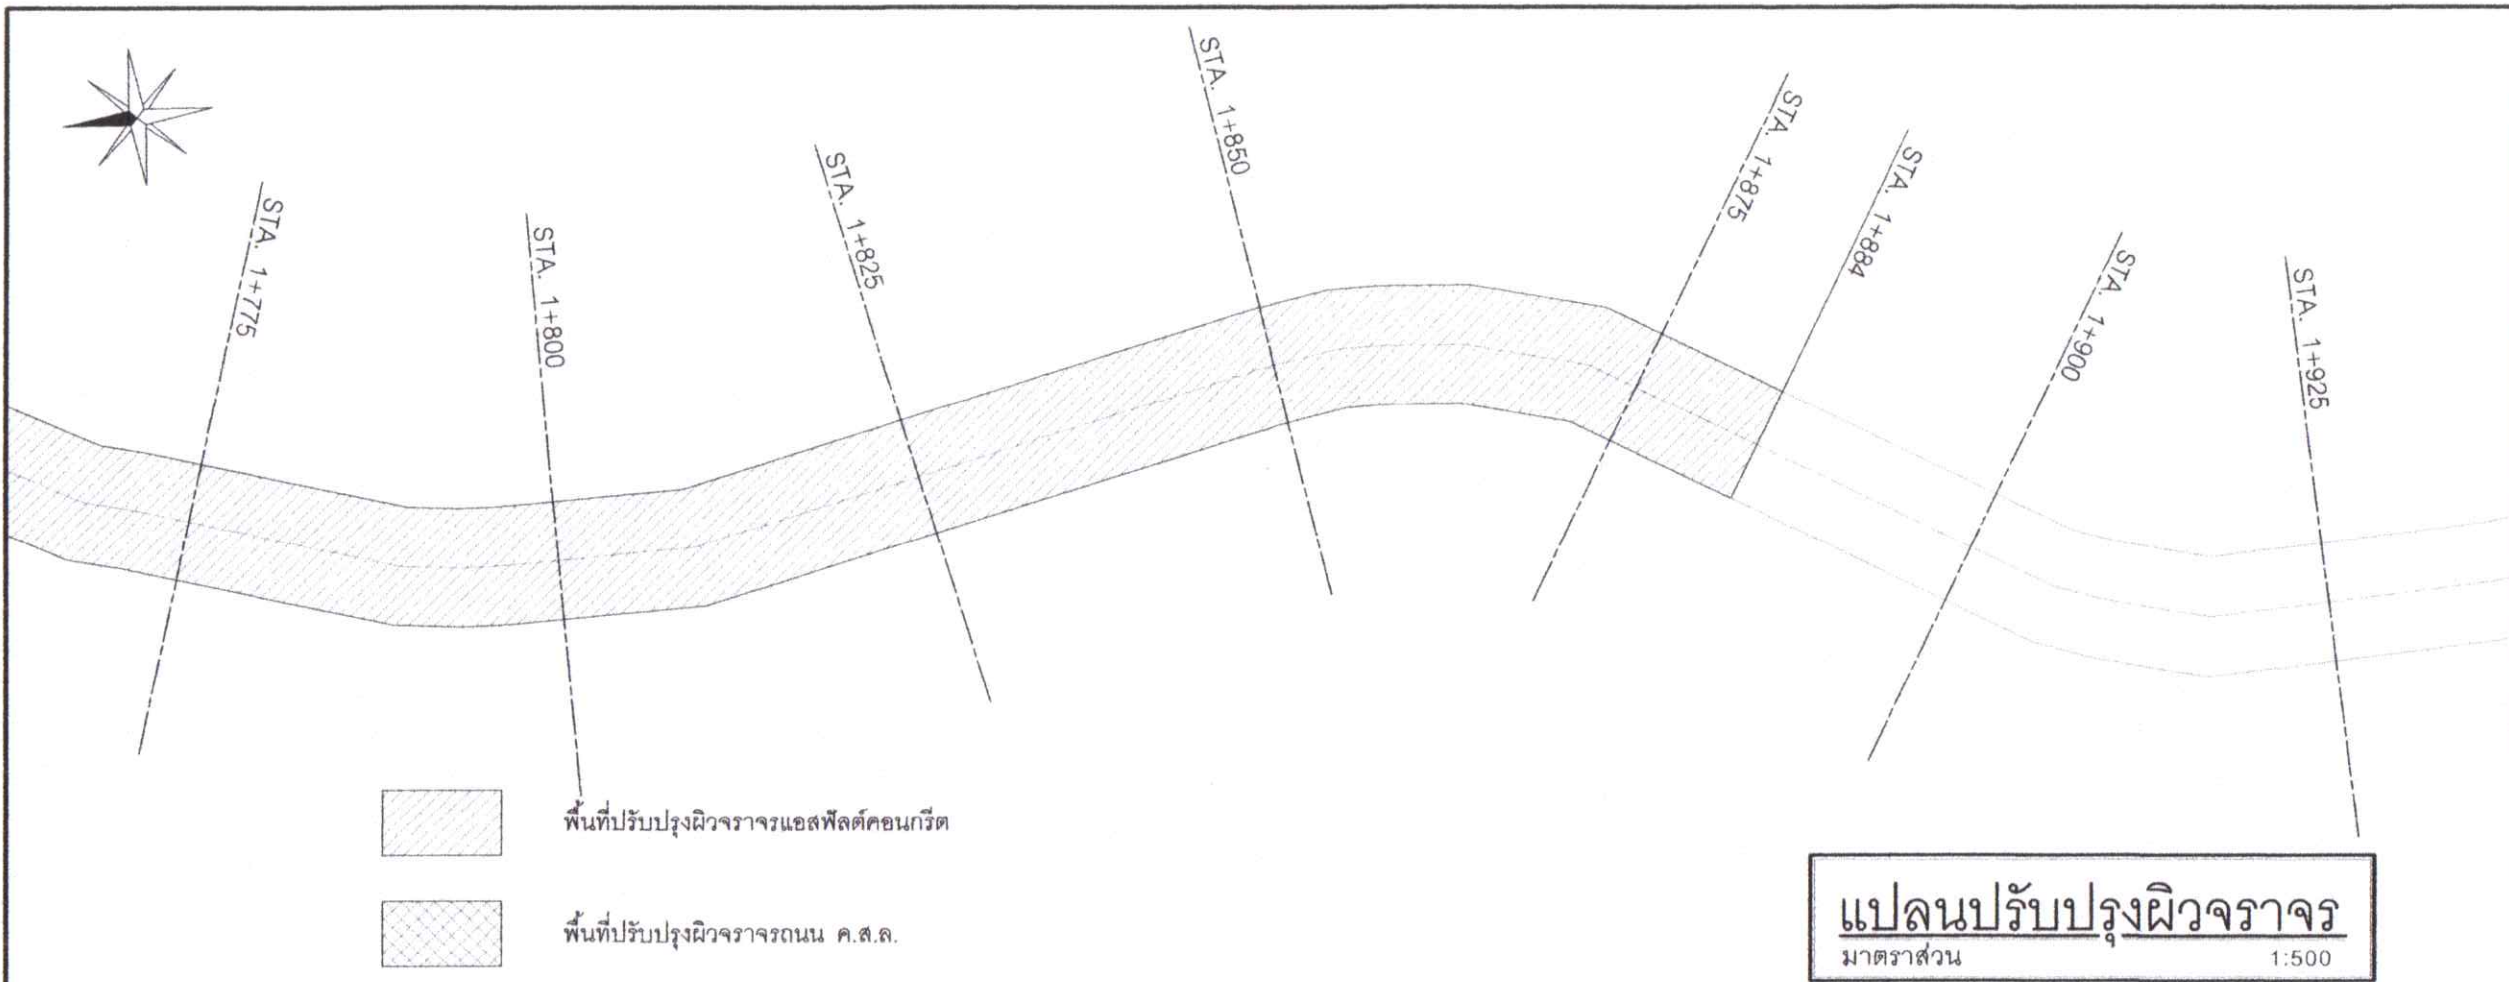 STA. 1+775
STA. 1+800
STA. 1+825
STA. 1+850
STA. 1+875
STA. 1+884
STA. 1+900
STA. 1+925
พื้นที่ปรับปรุงผิวจราจรแอสฟัลต์คอนกรีต
พื้นที่ปรับปรุงผิวจราจรถนน ค.ส.ล.
แปลนปรับปรุงผิวจราจร
มาตราส่วน 1:500